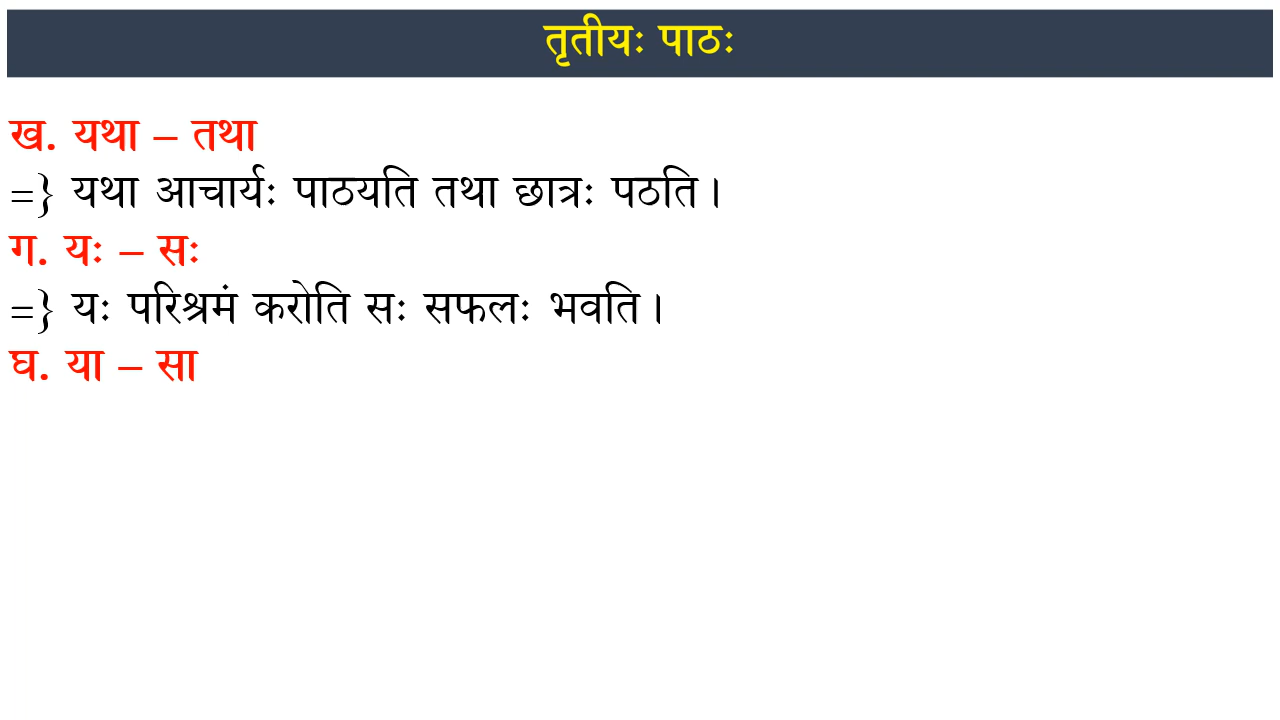 तृतीयः पाठः
ख. यथा – तथा
=} यथा आचार्यः पाठयति तथा छात्रः पठति।
ग. यः – सः
=} यः परिश्रमं करोति सः सफलः भवति।
घ. या – सा